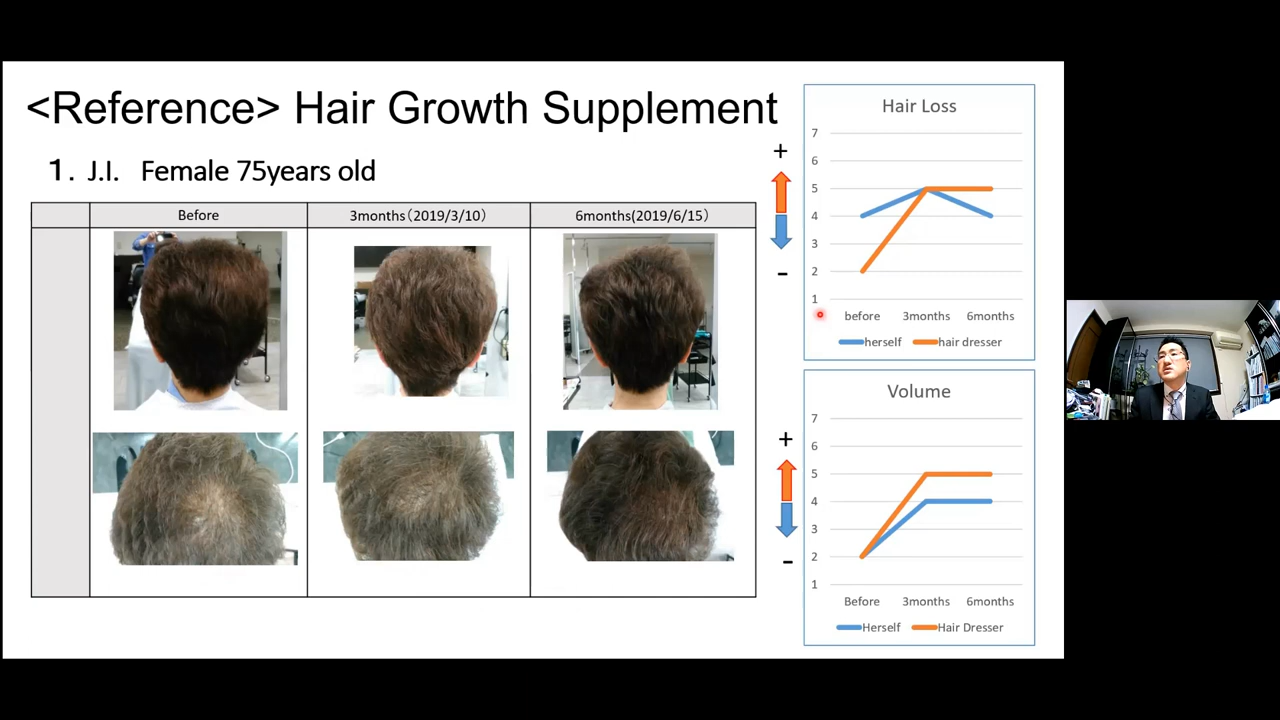 <Reference> Hair Growth Supplement
1. J.I. Female 75years old
Before
3months(2019/3/10)
6months(2019/6/15)
Hair Loss
+
-
7
6
5
4
3
2
1
before 3months 6months
herself hair dresser
Volume
+
-
7
6
5
4
3
2
1
Before 3months 6months
Herself Hair Dresser